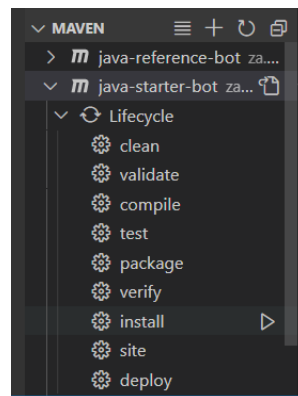 MAVEN
m java-reference-bot za....
m java-starter-bot za...
Lifecycle
clean
validate
compile
test
package
verify
install
site
deploy